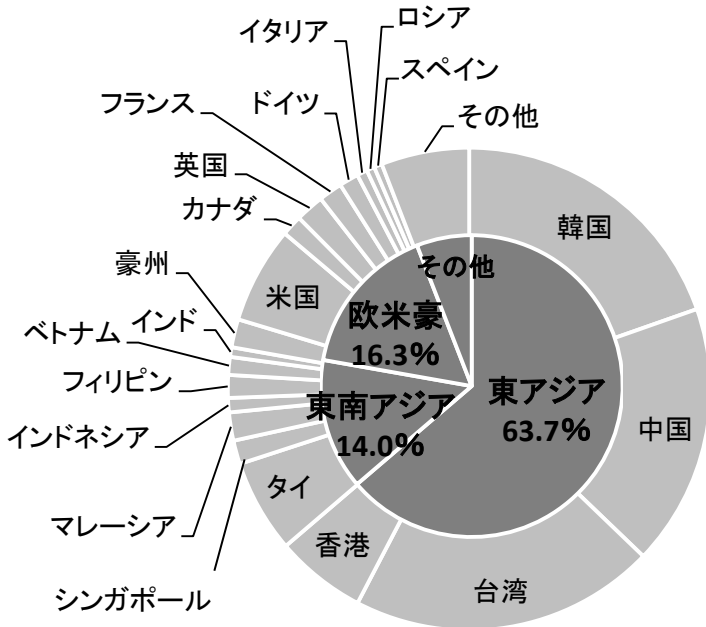 ロシア
イタリア
スペイン
フランス
ドイツ
その他
英国
カナダ
韓国
豪州
その他
米国
インド
欧米豪
ベトナム
16.3%
フィリピン
東南アジア
東アジア
インドネシア
14.0%
63.7%
中国
タイ
マレーシア
香港
シンガポール
台湾